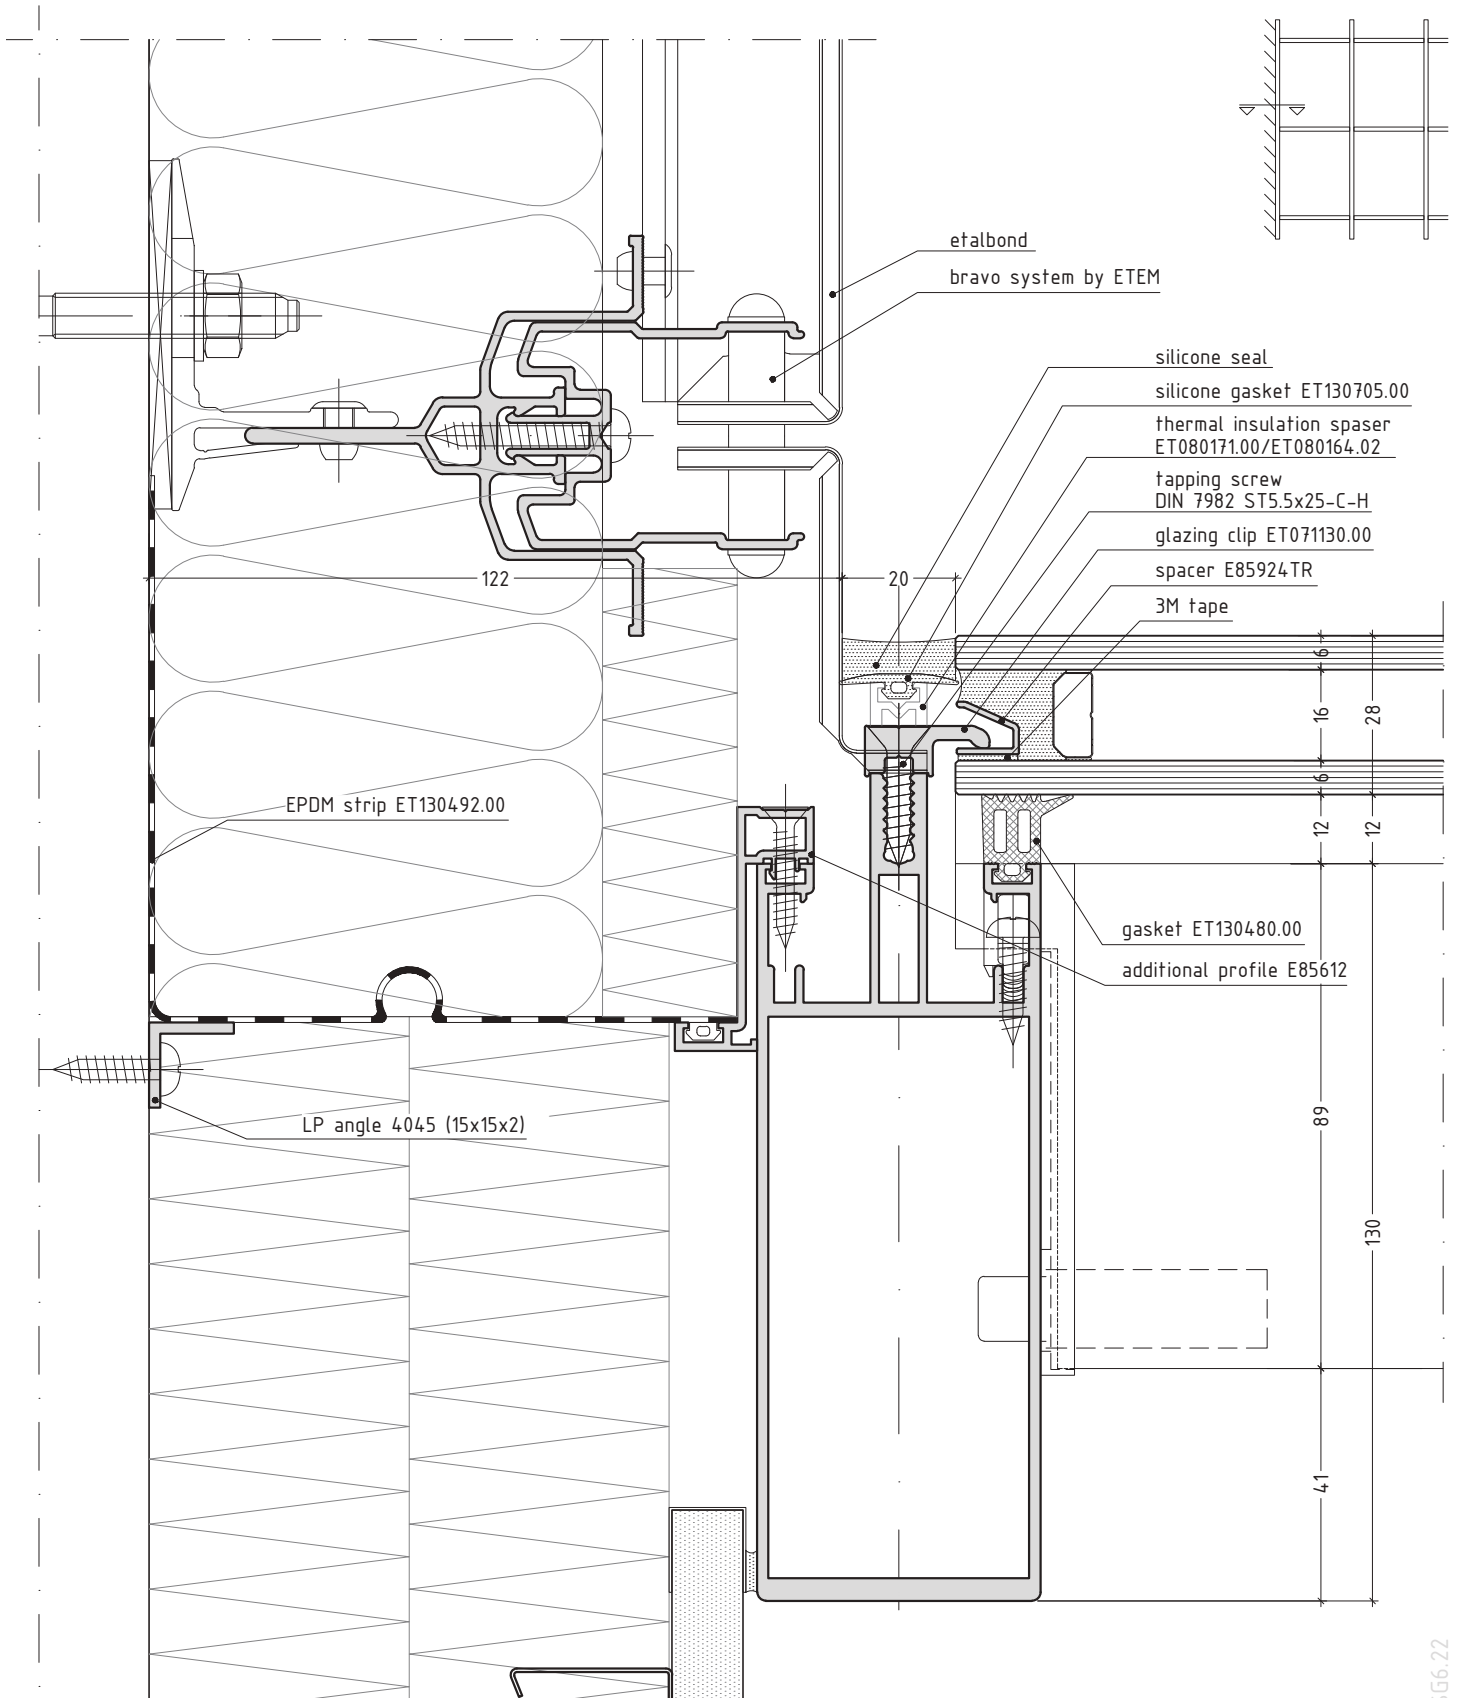 etalbond
bravo system by ETEM
silicone seal
silicone gasket ET130705.00
thermal insulation spaser
ET080171.00/ET080164.02
tapping screw
DIN 7982 ST5.5x25-C-H
glazing clip ET071130.00
spacer E85924TR
3M tape
122
20
6
16
28
6
12
12
EPDM strip ET130492.00
gasket ET130480.00
additional profile E85612
LP angle 4045 (15x15x2)
89
130
41